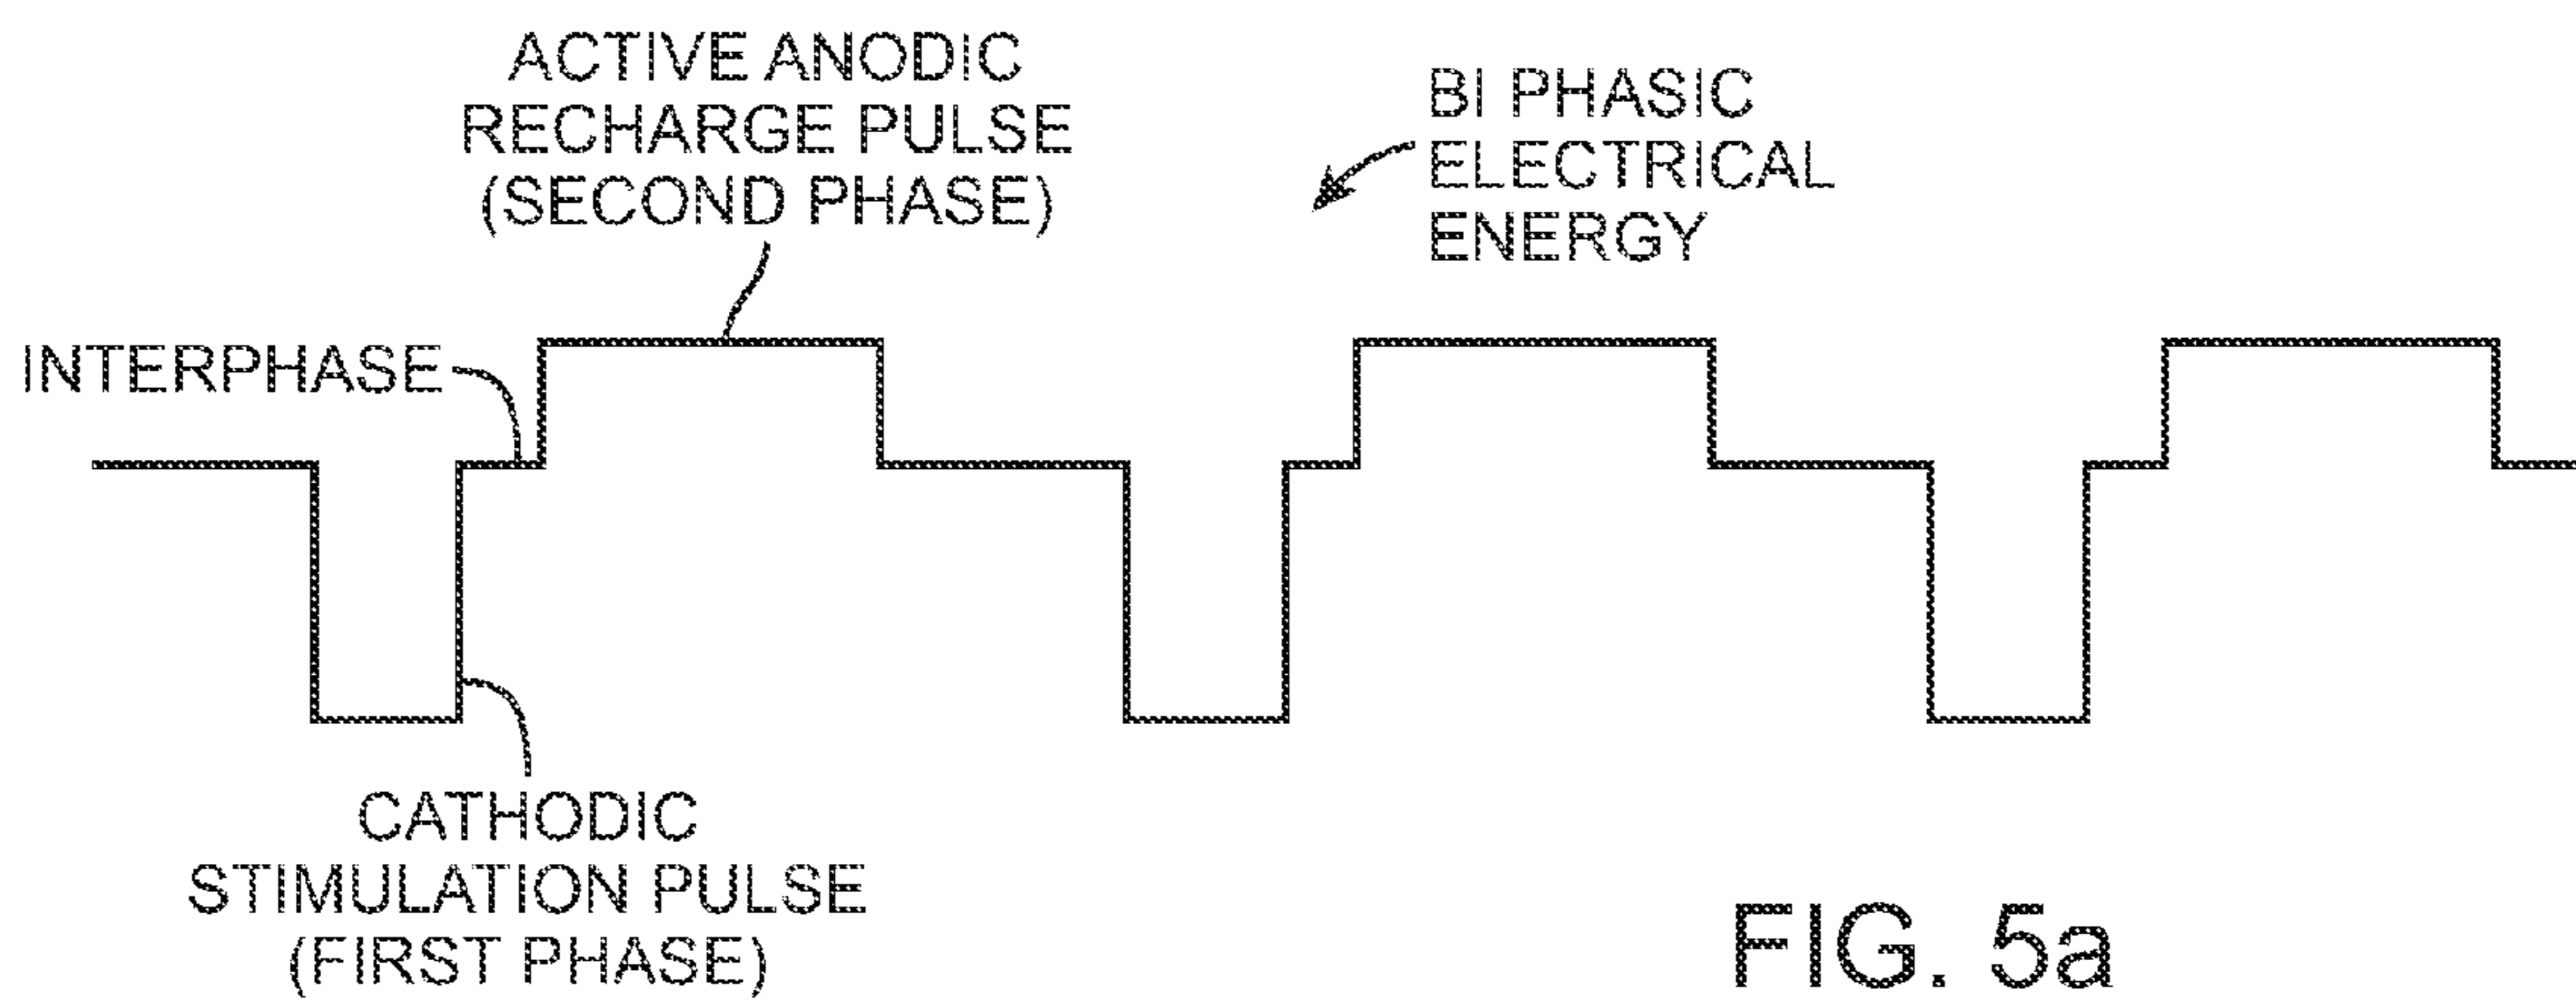 ACTIVE ANODIC
RECHARGE PULSE
(SECOND PHASE)
BI PHASIC
ELECTRICAL
ENERGY
INTERPHASE
CATHODIC
STIMULATION PULSE
(FIRST PHASE)
FIG. 5a